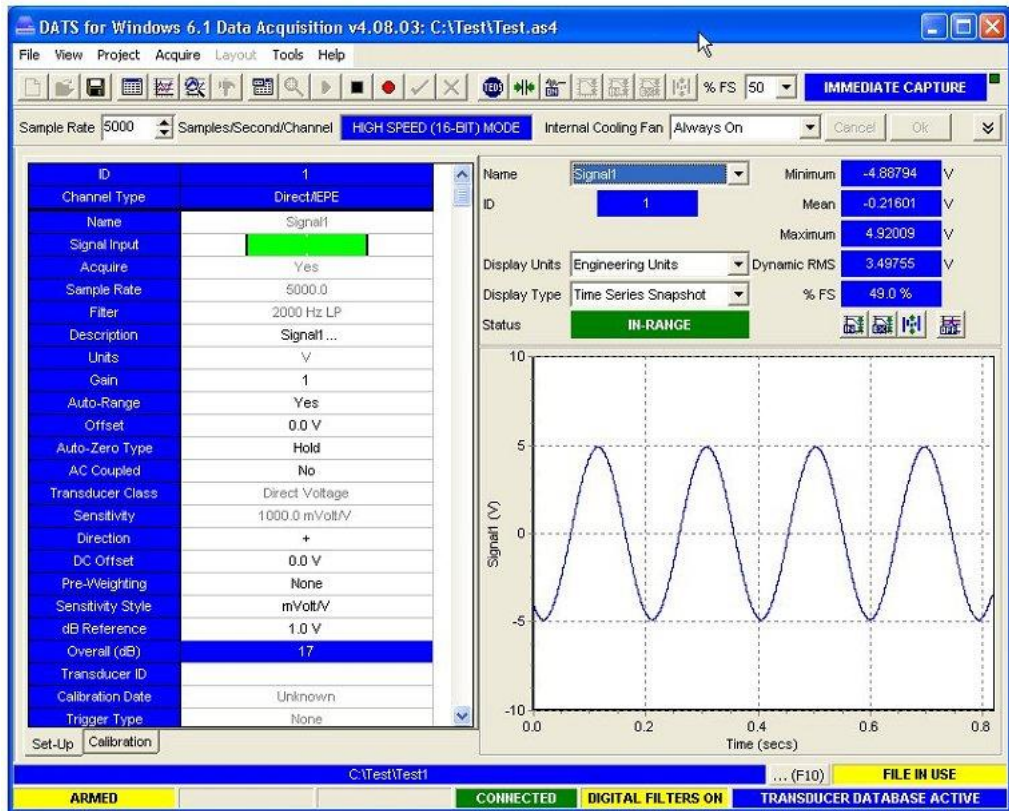 DATS for Windows 6.1 Data Acquisition v4.08.03: C:\Test\Test.as4
File View Project Acquire Layout Tools Help
TEDS % FS 50 IMMEDIATE CAPTURE
Sample Rate 5000 Samples/Second/Channel HIGH SPEED (16-BIT) MODE Internal Cooling Fan Always On Cancel Ok
ID 1
Channel Type Direct/IEPE
Name Signal1
Signal Input
Acquire Yes
Sample Rate 5000.0
Filter 2000 Hz LP
Description Signal1 ...
Units V
Gain 1
Auto-Range Yes
Offset 0.0 V
Auto-Zero Type Hold
AC Coupled No
Transducer Class Direct Voltage
Sensitivity 1000.0 mVolt/V
Direction +
DC Offset 0.0 V
Pre-Weighting None
Sensitivity Style mVolt/V
dB Reference 1.0 V
Overall (dB) 17
Transducer ID
Calibration Date Unknown
Trigger Type None
Set-Up Calibration
Name Signal1 Minimum -4.88794 V
ID 1 Mean -0.21601 V
Maximum 4.92009 V
Display Units Engineering Units Dynamic RMS 3.49755 V
Display Type Time Series Snapshot % FS 49.0 %
Status IN-RANGE
10
5
0
-5
-10
Signal1 (V)
0.0 0.2 0.4 0.6 0.8
Time (secs)
C:\Test\Test1 ... (F10) FILE IN USE
ARMED CONNECTED DIGITAL FILTERS ON TRANSDUCER DATABASE ACTIVE